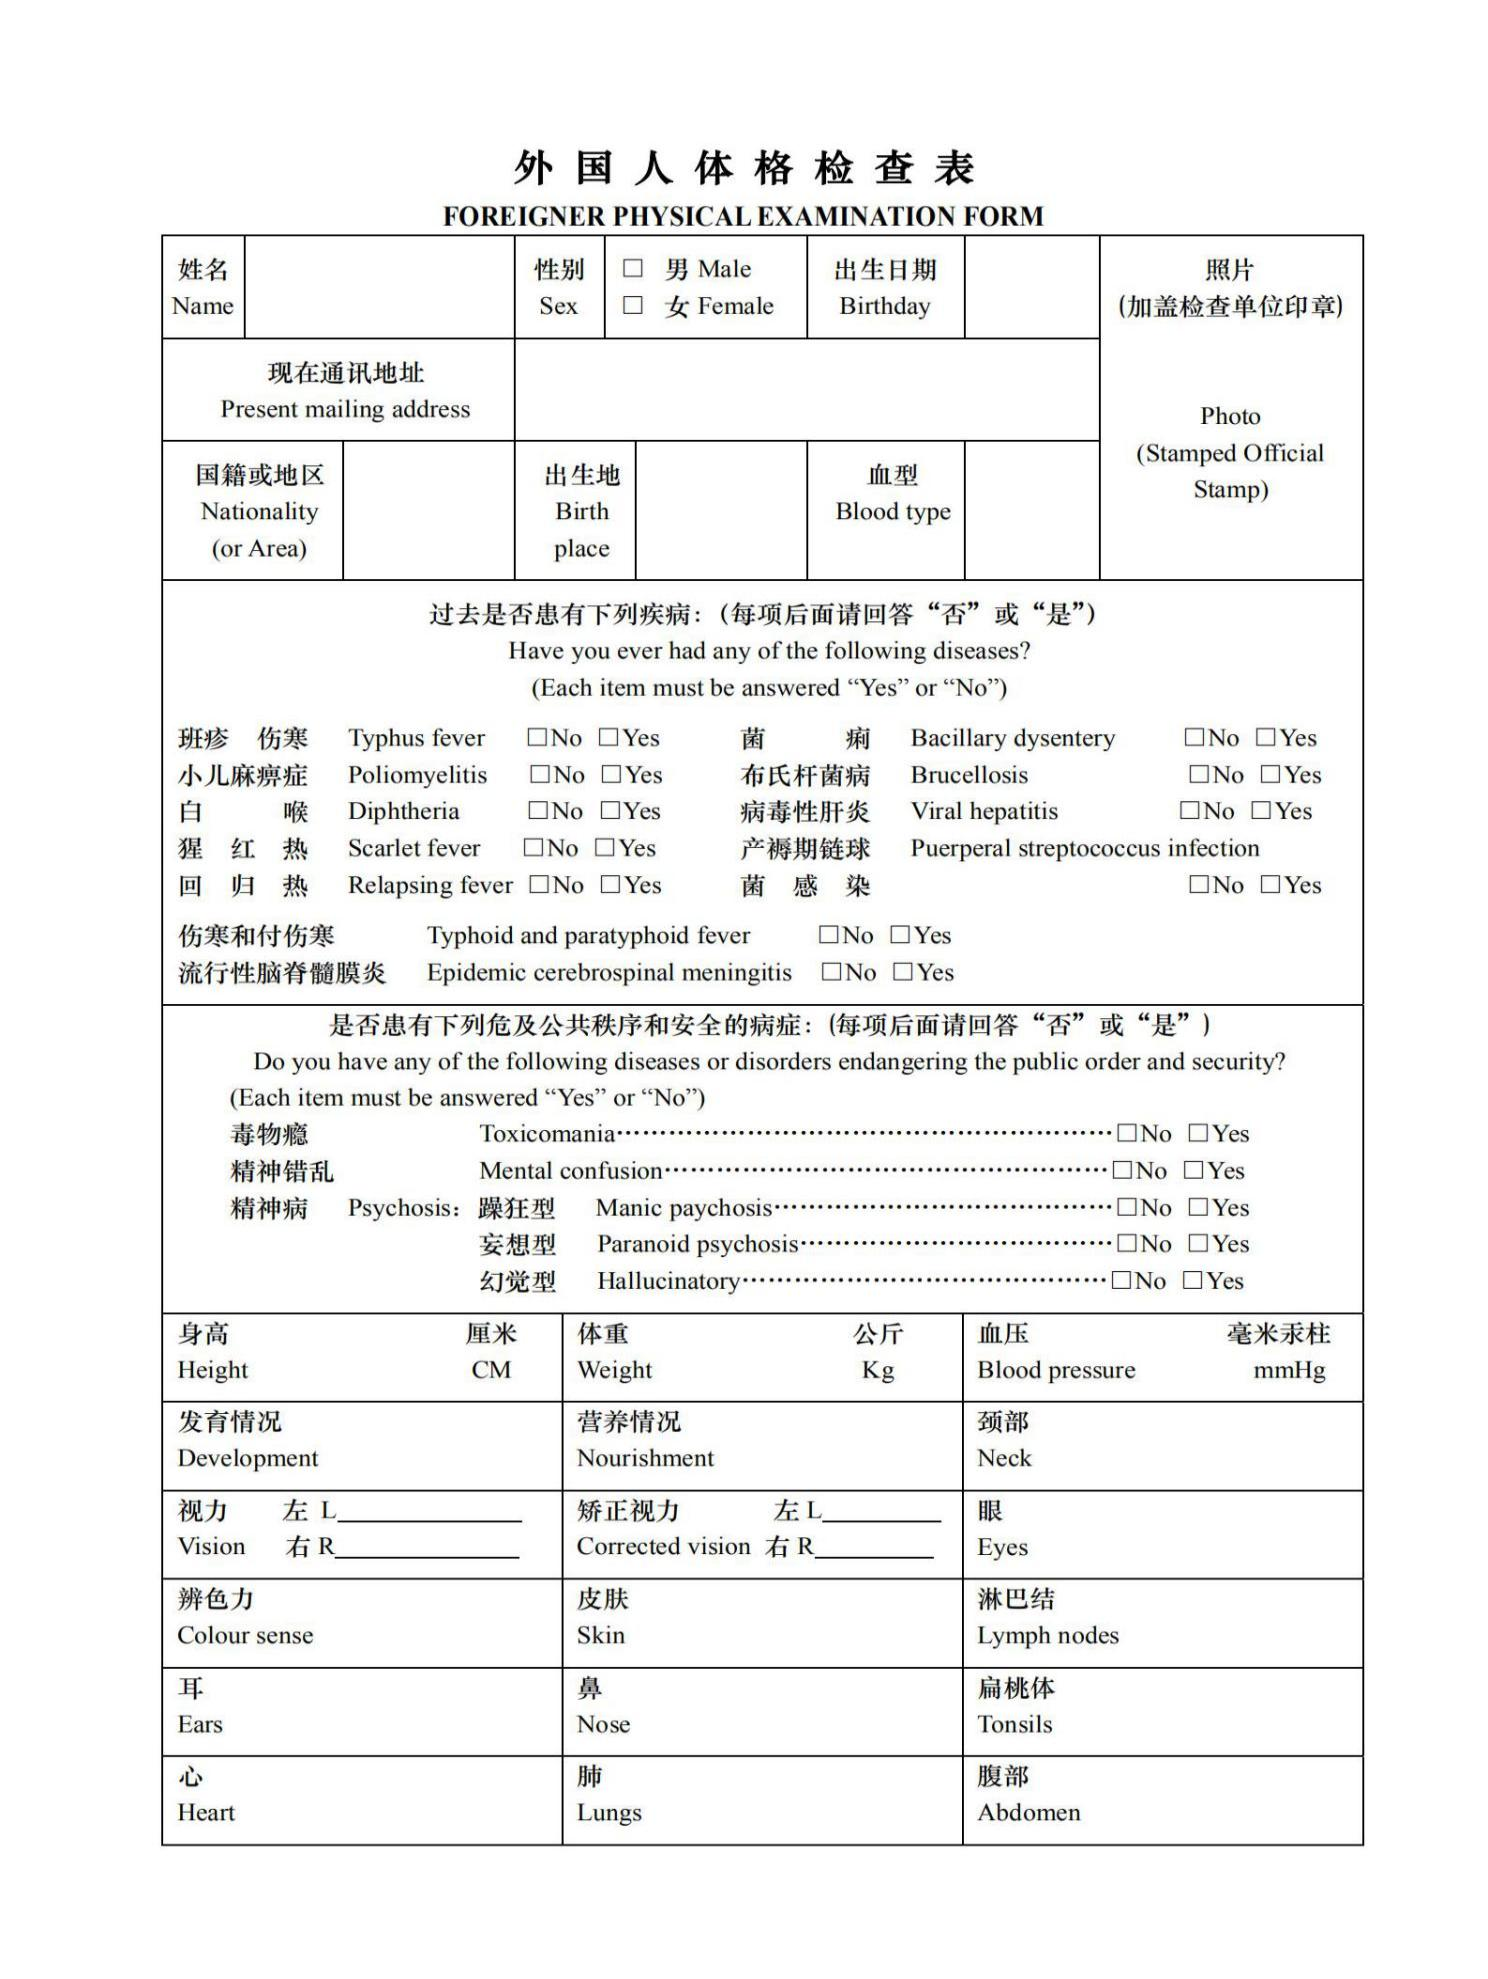 外国人体格检查表
FOREIGNER PHYSICAL EXAMINATION FORM
姓名
Name
性别
Sex
□ 男 Male
□ 女 Female
出生日期
Birthday
照片
(加盖检查单位印章)
Photo
(Stamped Official
Stamp)
现在通讯地址
Present mailing address
国籍或地区
Nationality
(or Area)
出生地
Birth
place
血型
Blood type
过去是否患有下列疾病：（每项后面请回答“否”或“是”）
Have you ever had any of the following diseases?
(Each item must be answered “Yes” or “No”)
班疹 伤寒 Typhus fever □No □Yes 菌 痢 Bacillary dysentery □No □Yes
小儿麻痹症 Poliomyelitis □No □Yes 布氏杆菌病 Brucellosis □No □Yes
白 喉 Diphtheria □No □Yes 病毒性肝炎 Viral hepatitis □No □Yes
猩 红 热 Scarlet fever □No □Yes 产褥期链球 Puerperal streptococcus infection
回 归 热 Relapsing fever □No □Yes 菌 感 染 □No □Yes
伤寒和付伤寒 Typhoid and paratyphoid fever □No □Yes
流行性脑脊髓膜炎 Epidemic cerebrospinal meningitis □No □Yes
是否患有下列危及公共秩序和安全的病症：(每项后面请回答“否”或“是”)
Do you have any of the following diseases or disorders endangering the public order and security?
(Each item must be answered “Yes” or “No”)
毒物瘾 Toxicomania………………………………………………□No □Yes
精神错乱 Mental confusion…………………………………………□No □Yes
精神病 Psychosis：躁狂型 Manic paychosis………………………………□No □Yes
妄想型 Paranoid psychosis……………………………□No □Yes
幻觉型 Hallucinatory…………………………………□No □Yes
身高 厘米
Height CM
体重 公斤
Weight Kg
血压 毫米汞柱
Blood pressure mmHg
发育情况
Development
营养情况
Nourishment
颈部
Neck
视力 左 L______________
Vision 右 R______________
矫正视力 左 L_________
Corrected vision 右 R_________
眼
Eyes
辨色力
Colour sense
皮肤
Skin
淋巴结
Lymph nodes
耳
Ears
鼻
Nose
扁桃体
Tonsils
心
Heart
肺
Lungs
腹部
Abdomen